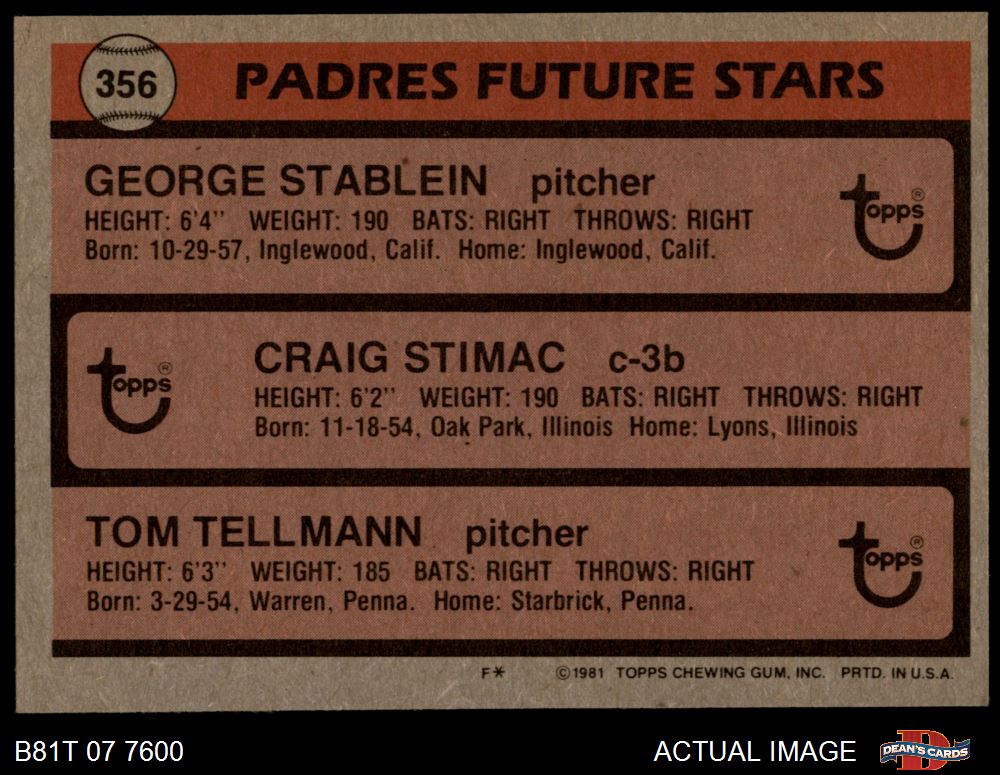 356
PADRES FUTURE STARS
GEORGE STABLEIN pitcher
HEIGHT: 6'4" WEIGHT: 190 BATS: RIGHT THROWS: RIGHT
Born: 10-29-57, Inglewood, Calif. Home: Inglewood, Calif.
Topps ®
CRAIG STIMAC c-3b
HEIGHT: 6'2" WEIGHT: 190 BATS: RIGHT THROWS: RIGHT
Born: 11-18-54, Oak Park, Illinois Home: Lyons, Illinois
Topps ®
TOM TELLMANN pitcher
HEIGHT: 6'3" WEIGHT: 185 BATS: RIGHT THROWS: RIGHT
Born: 3-29-54, Warren, Penna. Home: Starbrick, Penna.
Topps ®
F* ©1981 TOPPS CHEWING GUM, INC. PRTD. IN U.S.A.
B81T 07 7600 ACTUAL IMAGE DEAN'S CARDS